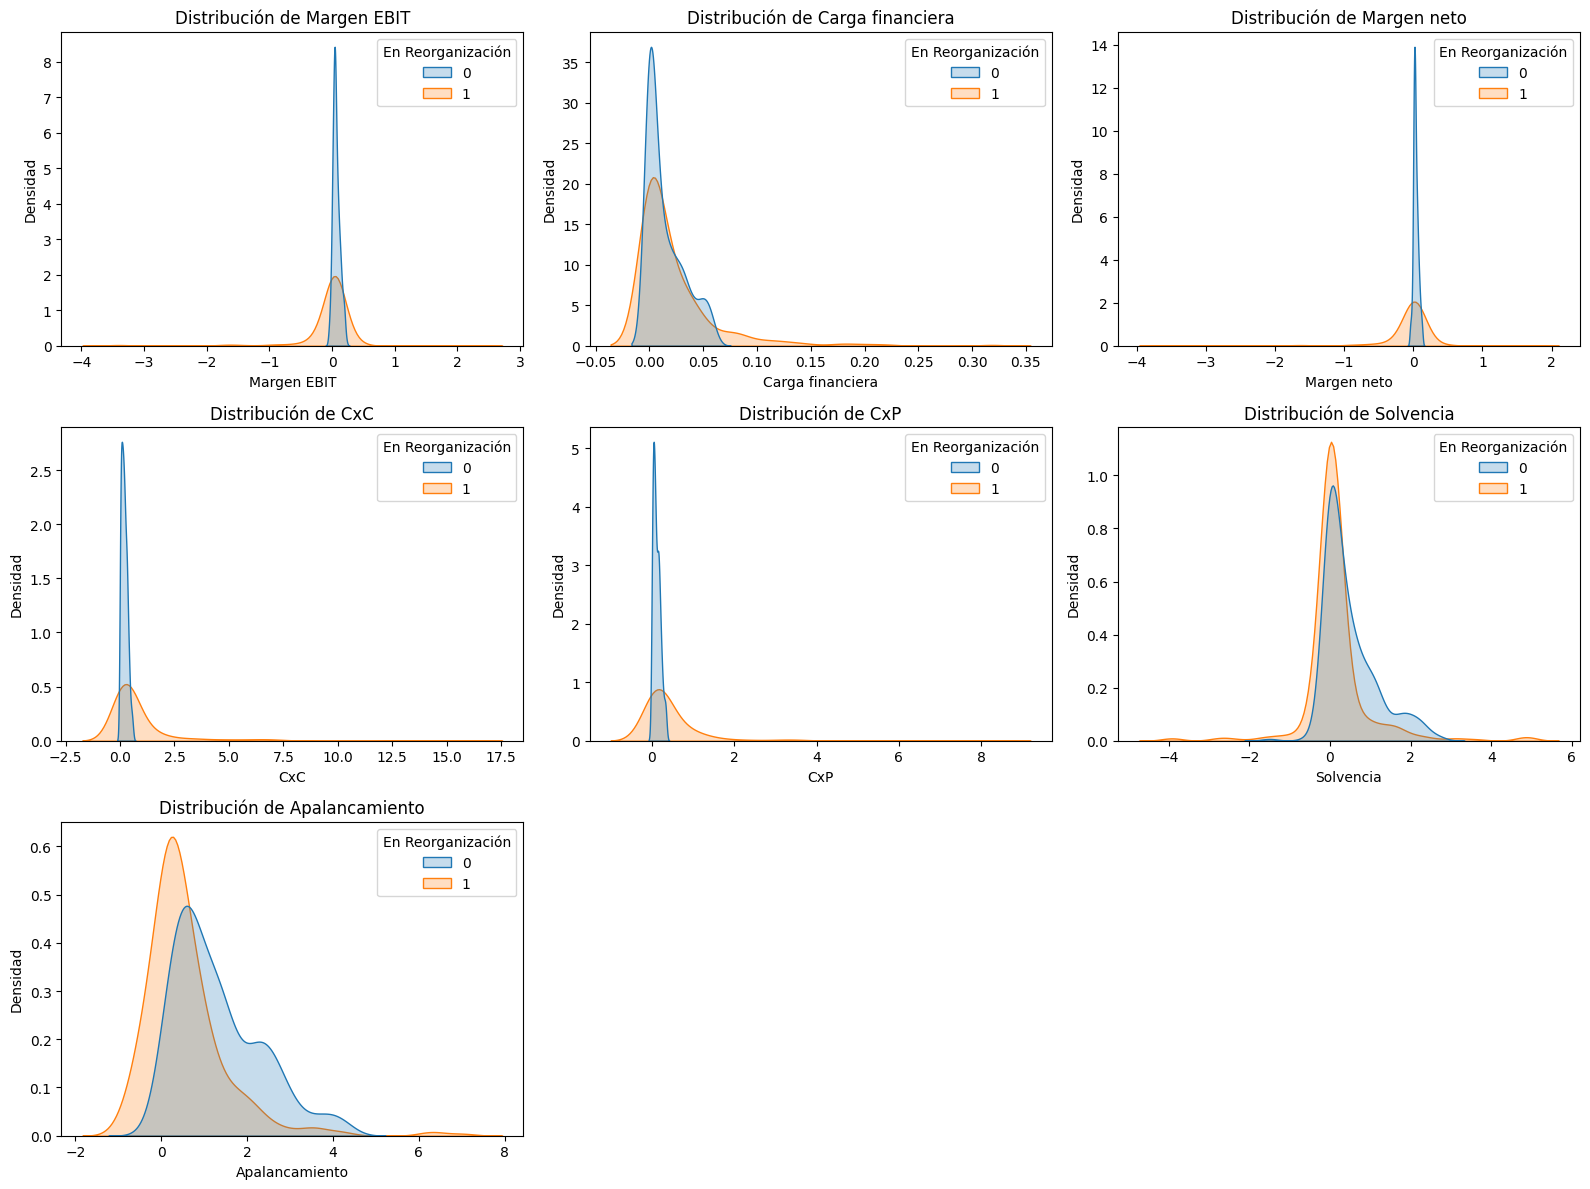 Distribución de Margen EBIT
En Reorganización
0
1
8
7
6
5
4
3
2
1
0
Densidad
−4 −3 −2 −1 0 1 2 3
Margen EBIT
Distribución de Carga financiera
En Reorganización
0
1
35
30
25
20
15
10
5
0
Densidad
−0.05 0.00 0.05 0.10 0.15 0.20 0.25 0.30 0.35
Carga financiera
Distribución de Margen neto
En Reorganización
0
1
14
12
10
8
6
4
2
0
Densidad
−4 −3 −2 −1 0 1 2
Margen neto
Distribución de CxC
En Reorganización
0
1
2.5
2.0
1.5
1.0
0.5
0.0
Densidad
−2.5 0.0 2.5 5.0 7.5 10.0 12.5 15.0 17.5
CxC
Distribución de CxP
En Reorganización
0
1
5
4
3
2
1
0
Densidad
0 2 4 6 8
CxP
Distribución de Solvencia
En Reorganización
0
1
1.0
0.8
0.6
0.4
0.2
0.0
Densidad
−4 −2 0 2 4 6
Solvencia
Distribución de Apalancamiento
En Reorganización
0
1
0.6
0.5
0.4
0.3
0.2
0.1
0.0
Densidad
−2 0 2 4 6 8
Apalancamiento